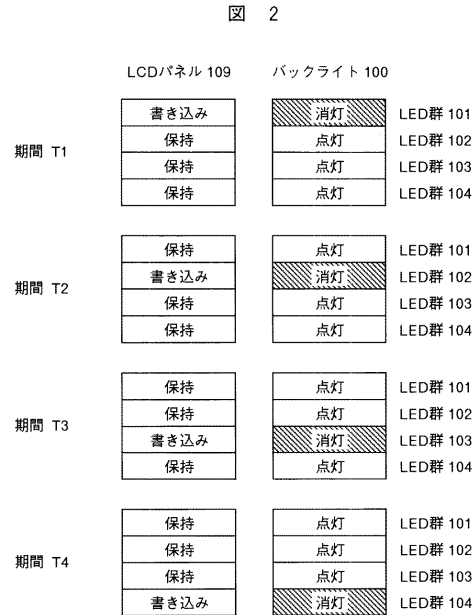 図 2
LCDパネル 109 バックライト 100
書き込み 消灯 LED群 101
保持 点灯 LED群 102
期間 T1
保持 点灯 LED群 103
保持 点灯 LED群 104
保持 点灯 LED群 101
書き込み 消灯 LED群 102
期間 T2
保持 点灯 LED群 103
保持 点灯 LED群 104
保持 点灯 LED群 101
保持 点灯 LED群 102
期間 T3
書き込み 消灯 LED群 103
保持 点灯 LED群 104
保持 点灯 LED群 101
保持 点灯 LED群 102
期間 T4
保持 点灯 LED群 103
書き込み 消灯 LED群 104